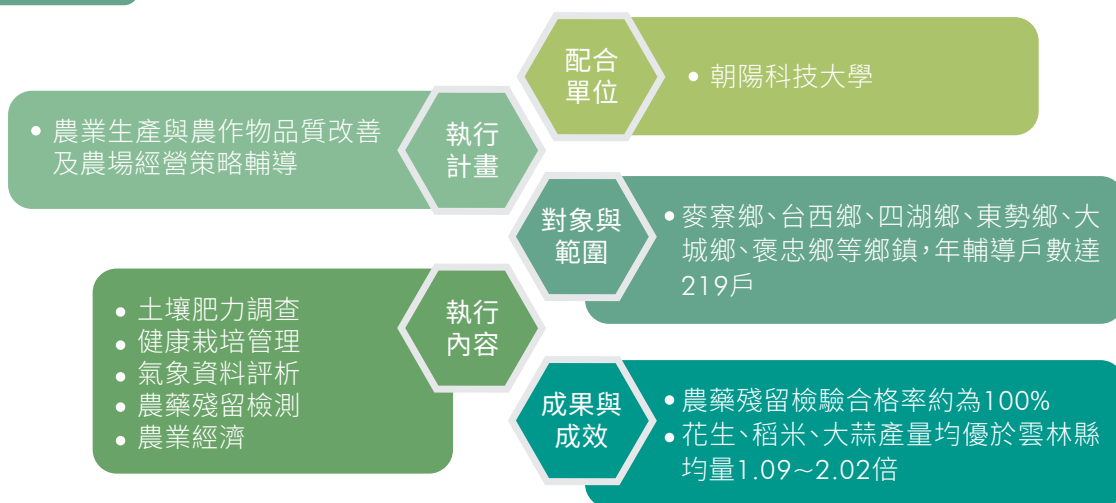 配合
單位
• 朝陽科技大學
執行
計畫
• 農業生產與農作物品質改善
及農場經營策略輔導
對象與
範圍
• 麥寮鄉、台西鄉、四湖鄉、東勢鄉、大
城鄉、褒忠鄉等鄉鎮，年輔導戶數達
219戶
執行
內容
• 土壤肥力調查
• 健康栽培管理
• 氣象資料評析
• 農藥殘留檢測
• 農業經濟
成果與
成效
• 農藥殘留檢驗合格率約為100%
• 花生、稻米、大蒜產量均優於雲林縣
均量1.09~2.02倍